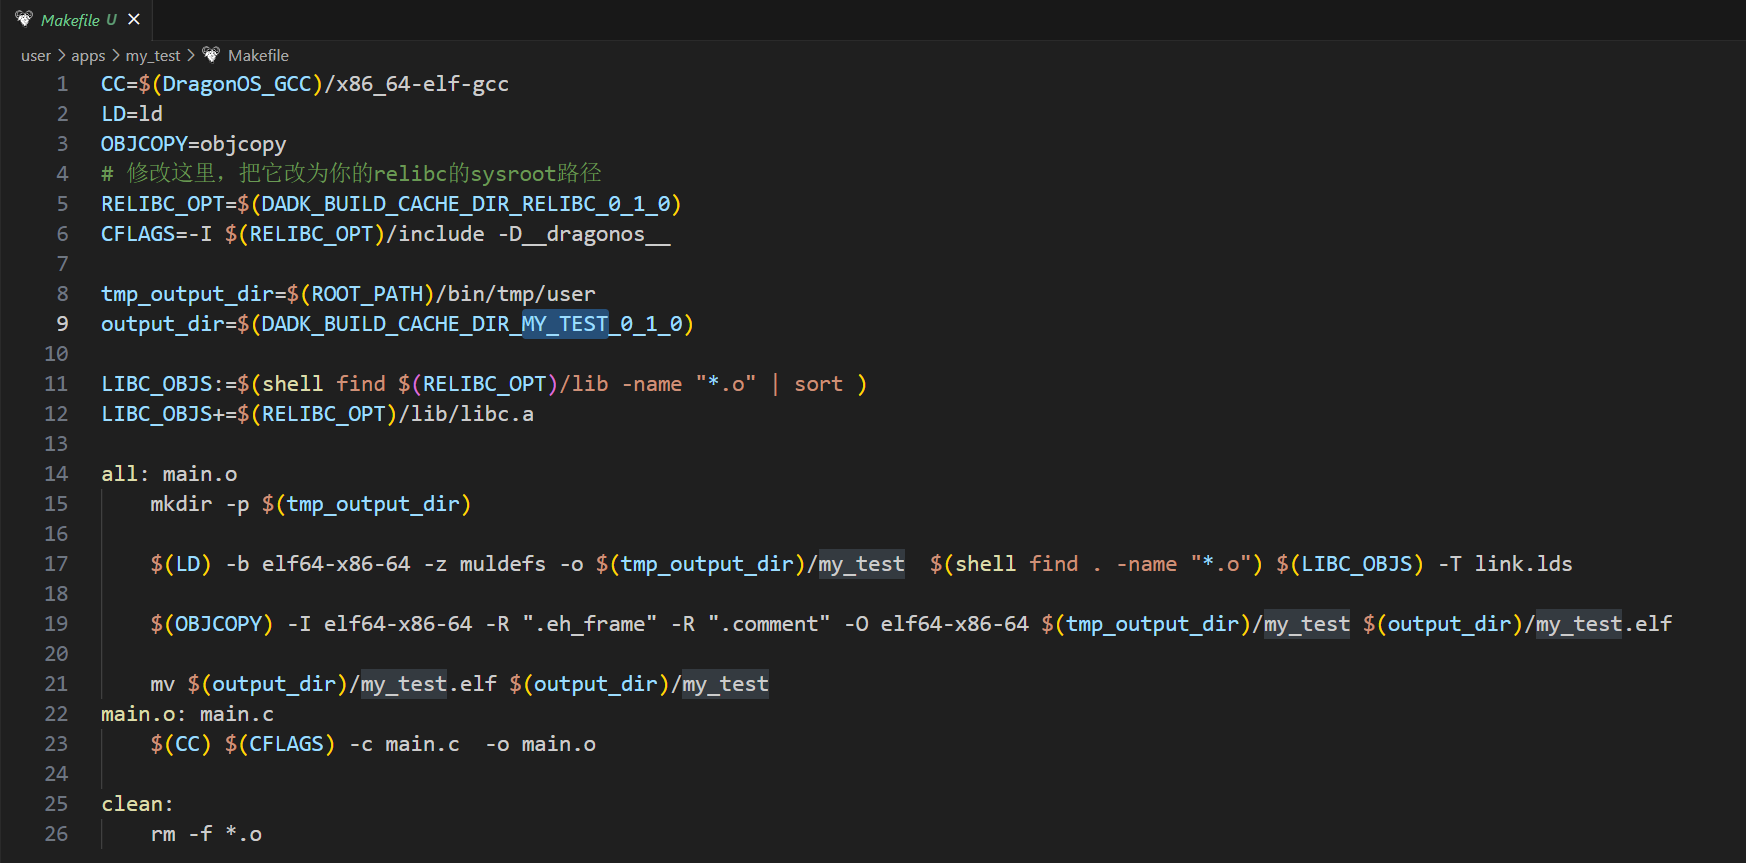 Makefile U
user > apps > my_test > Makefile
1 CC=$(DragonOS_GCC)/x86_64-elf-gcc
2 LD=ld
3 OBJCOPY=objcopy
4 # 修改这里，把它改为你的relibc的sysroot路径
5 RELIBC_OPT=$(DADK_BUILD_CACHE_DIR_RELIBC_0_1_0)
6 CFLAGS=-I $(RELIBC_OPT)/include -D__dragonos__
7
8 tmp_output_dir=$(ROOT_PATH)/bin/tmp/user
9 output_dir=$(DADK_BUILD_CACHE_DIR_MY_TEST_0_1_0)
10
11 LIBC_OBJS:=$(shell find $(RELIBC_OPT)/lib -name "*.o" | sort )
12 LIBC_OBJS+=$(RELIBC_OPT)/lib/libc.a
13
14 all: main.o
15     mkdir -p $(tmp_output_dir)
16
17     $(LD) -b elf64-x86-64 -z muldefs -o $(tmp_output_dir)/my_test  $(shell find . -name "*.o") $(LIBC_OBJS) -T link.lds
18
19     $(OBJCOPY) -I elf64-x86-64 -R ".eh_frame" -R ".comment" -O elf64-x86-64 $(tmp_output_dir)/my_test $(output_dir)/my_test.elf
20
21     mv $(output_dir)/my_test.elf $(output_dir)/my_test
22 main.o: main.c
23     $(CC) $(CFLAGS) -c main.c  -o main.o
24
25 clean:
26     rm -f *.o